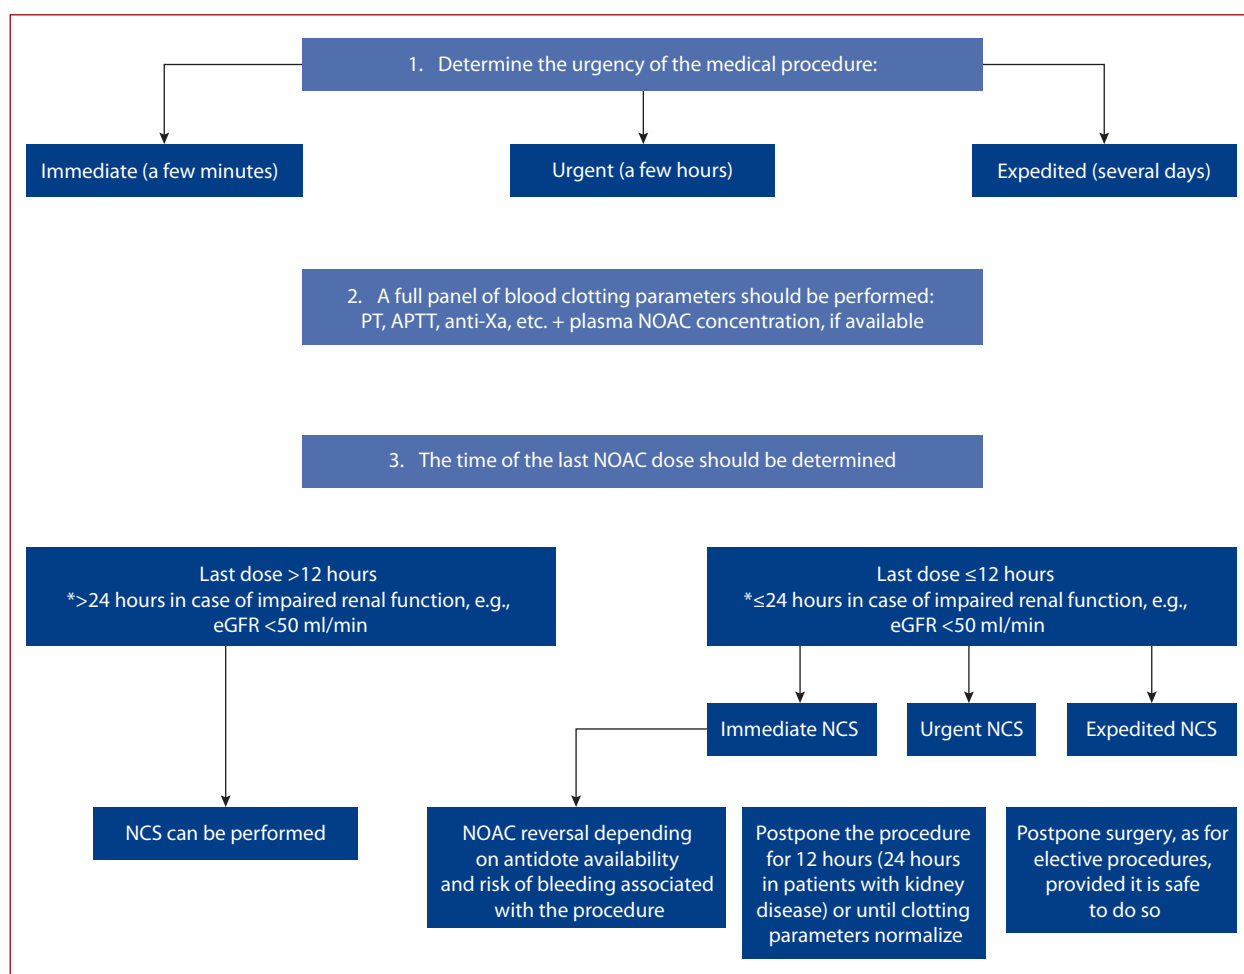 1. Determine the urgency of the medical procedure:
Immediate (a few minutes)
Urgent (a few hours)
Expedited (several days)
2. A full panel of blood clotting parameters should be performed:
PT, APTT, anti-Xa, etc. + plasma NOAC concentration, if available
3. The time of the last NOAC dose should be determined
Last dose >12 hours
*>24 hours in case of impaired renal function, e.g.,
eGFR <50 ml/min
Last dose ≤12 hours
*≤24 hours in case of impaired renal function, e.g.,
eGFR <50 ml/min
Immediate NCS
Urgent NCS
Expedited NCS
NCS can be performed
NOAC reversal depending
on antidote availability
and risk of bleeding associated
with the procedure
Postpone the procedure
for 12 hours (24 hours
in patients with kidney
disease) or until clotting
parameters normalize
Postpone surgery, as for
elective procedures,
provided it is safe
to do so